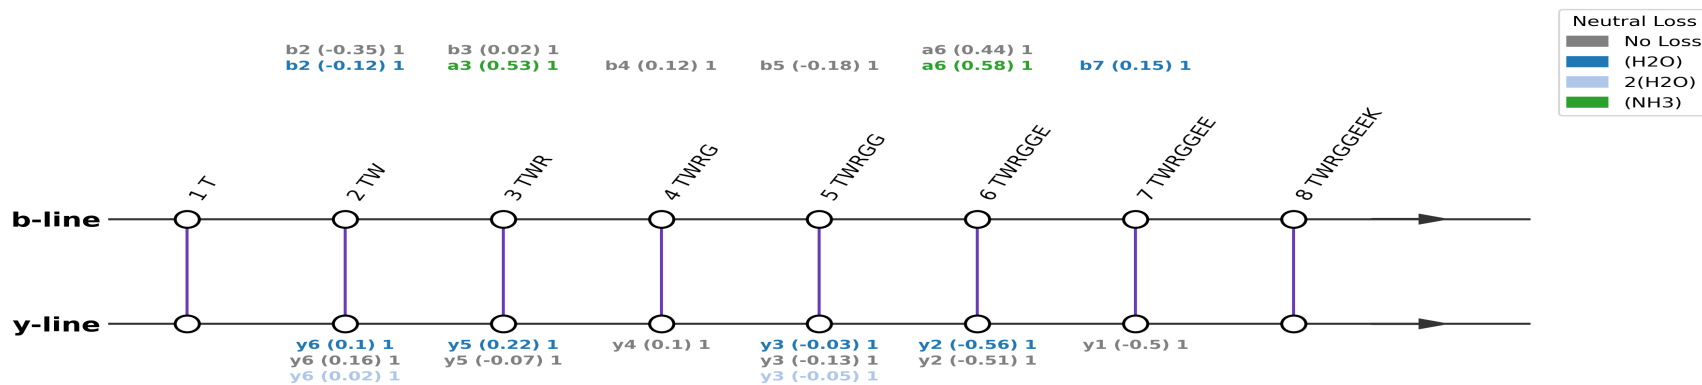 Neutral Loss
No Loss
(H2O)
2(H2O)
(NH3)
b2 (-0.35) 1
b3 (0.02) 1
a6 (0.44) 1
b2 (-0.12) 1
a3 (0.53) 1
b4 (0.12) 1
b5 (-0.18) 1
a6 (0.58) 1
b7 (0.15) 1
1 T
2 TW
3 TWR
4 TWRG
5 TWRGG
6 TWRGGE
7 TWRGGEE
8 TWRGGEEK
b-line
y-line
y6 (0.1) 1
y5 (0.22) 1
y4 (0.1) 1
y3 (-0.03) 1
y2 (-0.56) 1
y1 (-0.5) 1
y6 (0.16) 1
y5 (-0.07) 1
y3 (-0.13) 1
y2 (-0.51) 1
y6 (0.02) 1
y3 (-0.05) 1